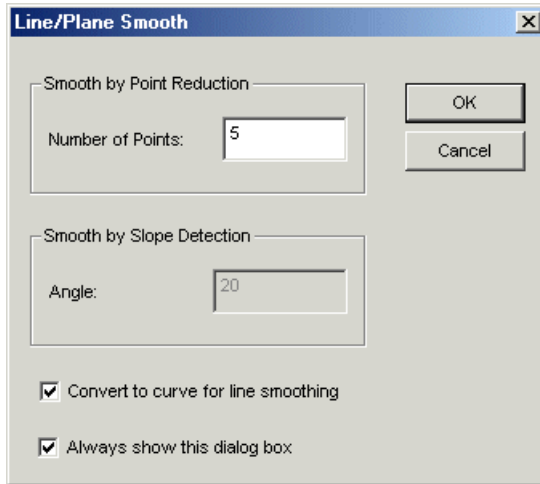 Line/Plane Smooth
Smooth by Point Reduction
Number of Points: 5
OK
Cancel
Smooth by Slope Detection
Angle: 20
Convert to curve for line smoothing
Always show this dialog box